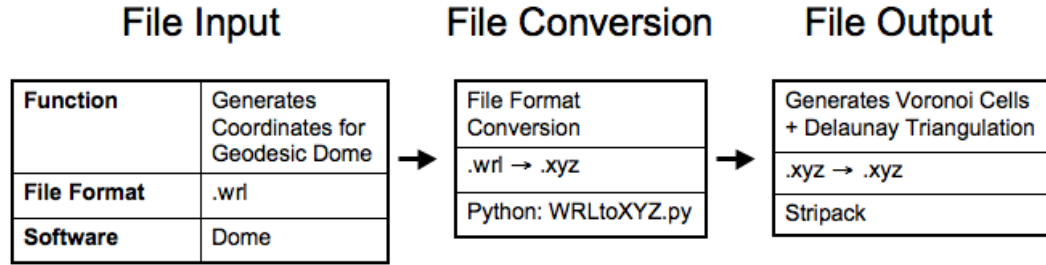 File Input
File Conversion
File Output
Function
Generates
Coordinates for
Geodesic Dome
File Format
.wrl
Software
Dome
File Format
Conversion
.wrl → .xyz
Python: WRLtoXYZ.py
Generates Voronoi Cells
+ Delaunay Triangulation
.xyz → .xyz
Stripack